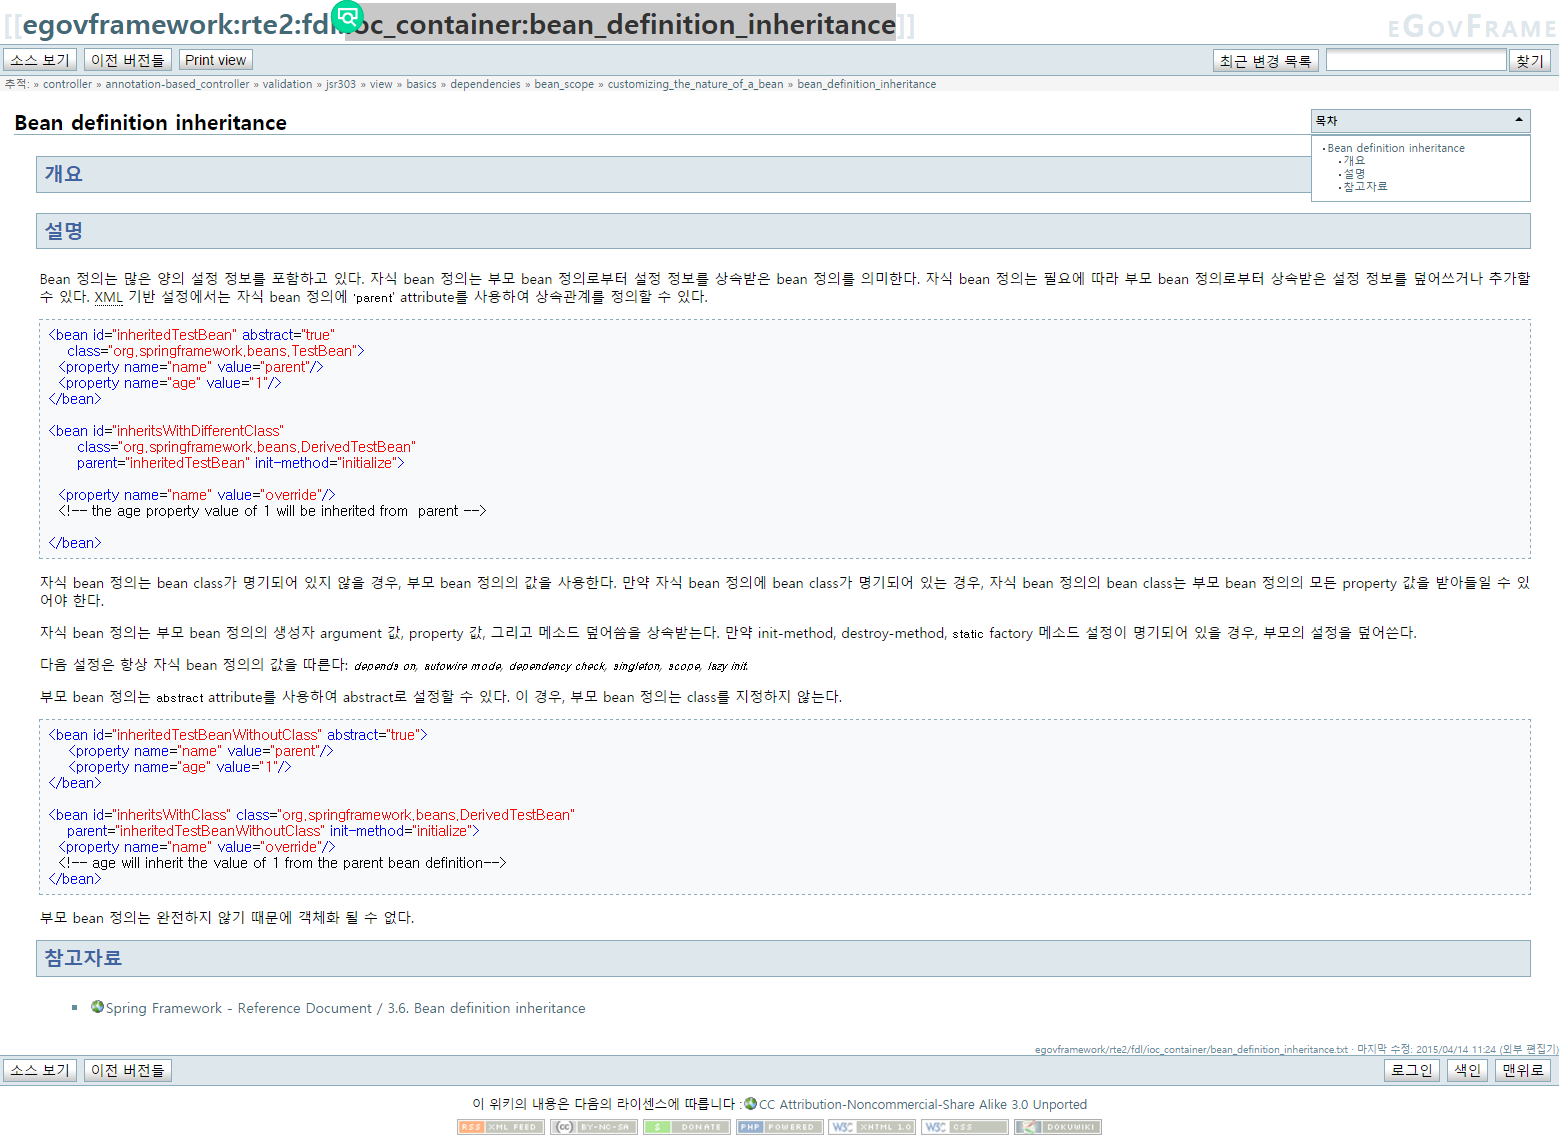 [[egovframework:rte2:fdl:ioc_container:bean_definition_inheritance]]
eGovFrame
소스 보기 이전 버전들 Print view 최근 변경 목록 찾기
추적: » controller » annotation-based_controller » validation » jsr303 » view » basics » dependencies » bean_scope » customizing_the_nature_of_a_bean » bean_definition_inheritance
Bean definition inheritance
목차
Bean definition inheritance
개요
설명
참고자료
개요
설명
Bean 정의는 많은 양의 설정 정보를 포함하고 있다. 자식 bean 정의는 부모 bean 정의로부터 설정 정보를 상속받은 bean 정의를 의미한다. 자식 bean 정의는 필요에 따라 부모 bean 정의로부터 상속받은 설정 정보를 덮어쓰거나 추가할
수 있다. XML 기반 설정에서는 자식 bean 정의에 'parent' attribute를 사용하여 상속관계를 정의할 수 있다.
<bean id="inheritedTestBean" abstract="true"
class="org.springframework.beans.TestBean">
<property name="name" value="parent"/>
<property name="age" value="1"/>
</bean>
<bean id="inheritsWithDifferentClass"
class="org.springframework.beans.DerivedTestBean"
parent="inheritedTestBean" init-method="initialize">
<property name="name" value="override"/>
<!-- the age property value of 1 will be inherited from  parent -->
</bean>
자식 bean 정의는 bean class가 명기되어 있지 않을 경우, 부모 bean 정의의 값을 사용한다. 만약 자식 bean 정의에 bean class가 명기되어 있는 경우, 자식 bean 정의의 bean class는 부모 bean 정의의 모든 property 값을 받아들일 수 있
어야 한다.
자식 bean 정의는 부모 bean 정의의 생성자 argument 값, property 값, 그리고 메소드 덮어씀을 상속받는다. 만약 init-method, destroy-method, static factory 메소드 설정이 명기되어 있을 경우, 부모의 설정을 덮어쓴다.
다음 설정은 항상 자식 bean 정의의 값을 따른다: depends on, autowire mode, dependency check, singleton, scope, lazy init.
부모 bean 정의는 abstract attribute를 사용하여 abstract로 설정할 수 있다. 이 경우, 부모 bean 정의는 class를 지정하지 않는다.
<bean id="inheritedTestBeanWithoutClass" abstract="true">
<property name="name" value="parent"/>
<property name="age" value="1"/>
</bean>
<bean id="inheritsWithClass" class="org.springframework.beans.DerivedTestBean"
parent="inheritedTestBeanWithoutClass" init-method="initialize">
<property name="name" value="override"/>
<!-- age will inherit the value of 1 from the parent bean definition-->
</bean>
부모 bean 정의는 완전하지 않기 때문에 객체화 될 수 없다.
참고자료
Spring Framework - Reference Document / 3.6. Bean definition inheritance
egovframework/rte2/fdl/ioc_container/bean_definition_inheritance.txt · 마지막 수정: 2015/04/14 11:24 (외부 편집기)
소스 보기 이전 버전들 로그인 색인 맨위로
이 위키의 내용은 다음의 라이센스에 따릅니다 : CC Attribution-Noncommercial-Share Alike 3.0 Unported
RSS XML FEED (cc) BY-NC-SA $ DONATE PHP POWERED W3C XHTML 1.0 W3C CSS DOKUWIKI